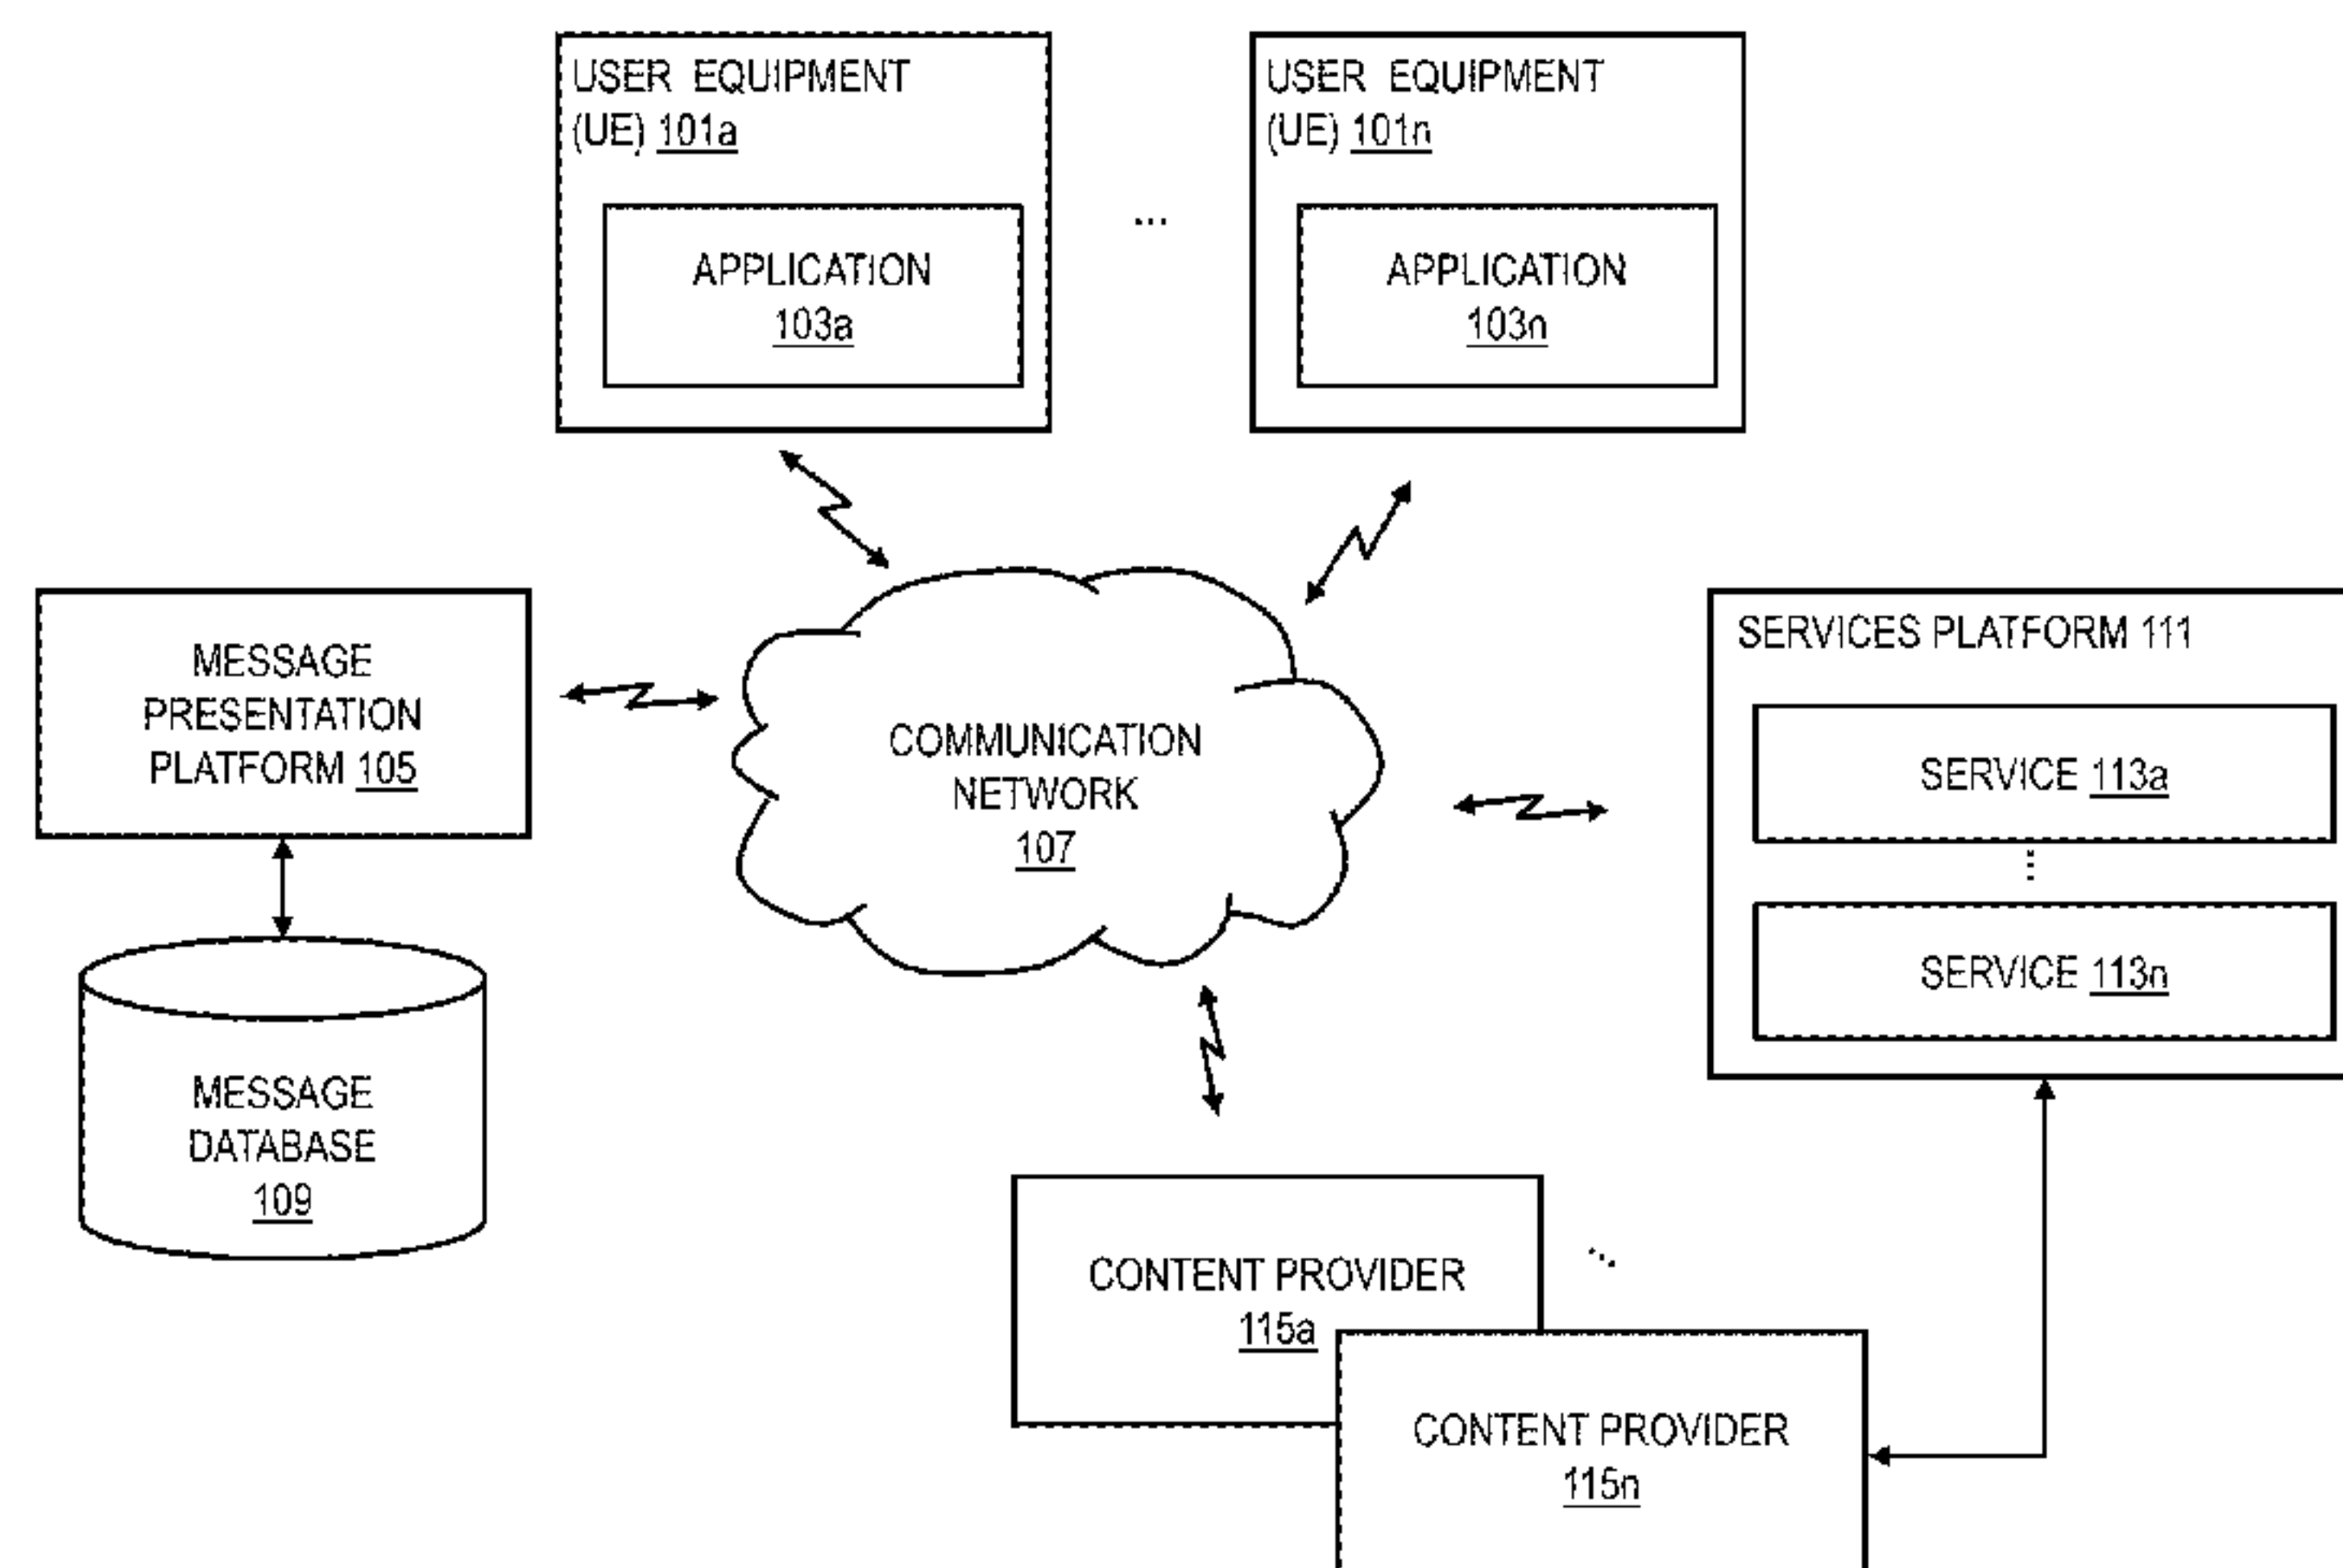 USER EQUIPMENT
(UE) 101a
APPLICATION
103a
...
USER EQUIPMENT
(UE) 101n
APPLICATION
103n
MESSAGE
PRESENTATION
PLATFORM 105
COMMUNICATION
NETWORK
107
SERVICES PLATFORM 111
SERVICE 113a
...
SERVICE 113n
MESSAGE
DATABASE
109
CONTENT PROVIDER
115a
...
CONTENT PROVIDER
115n